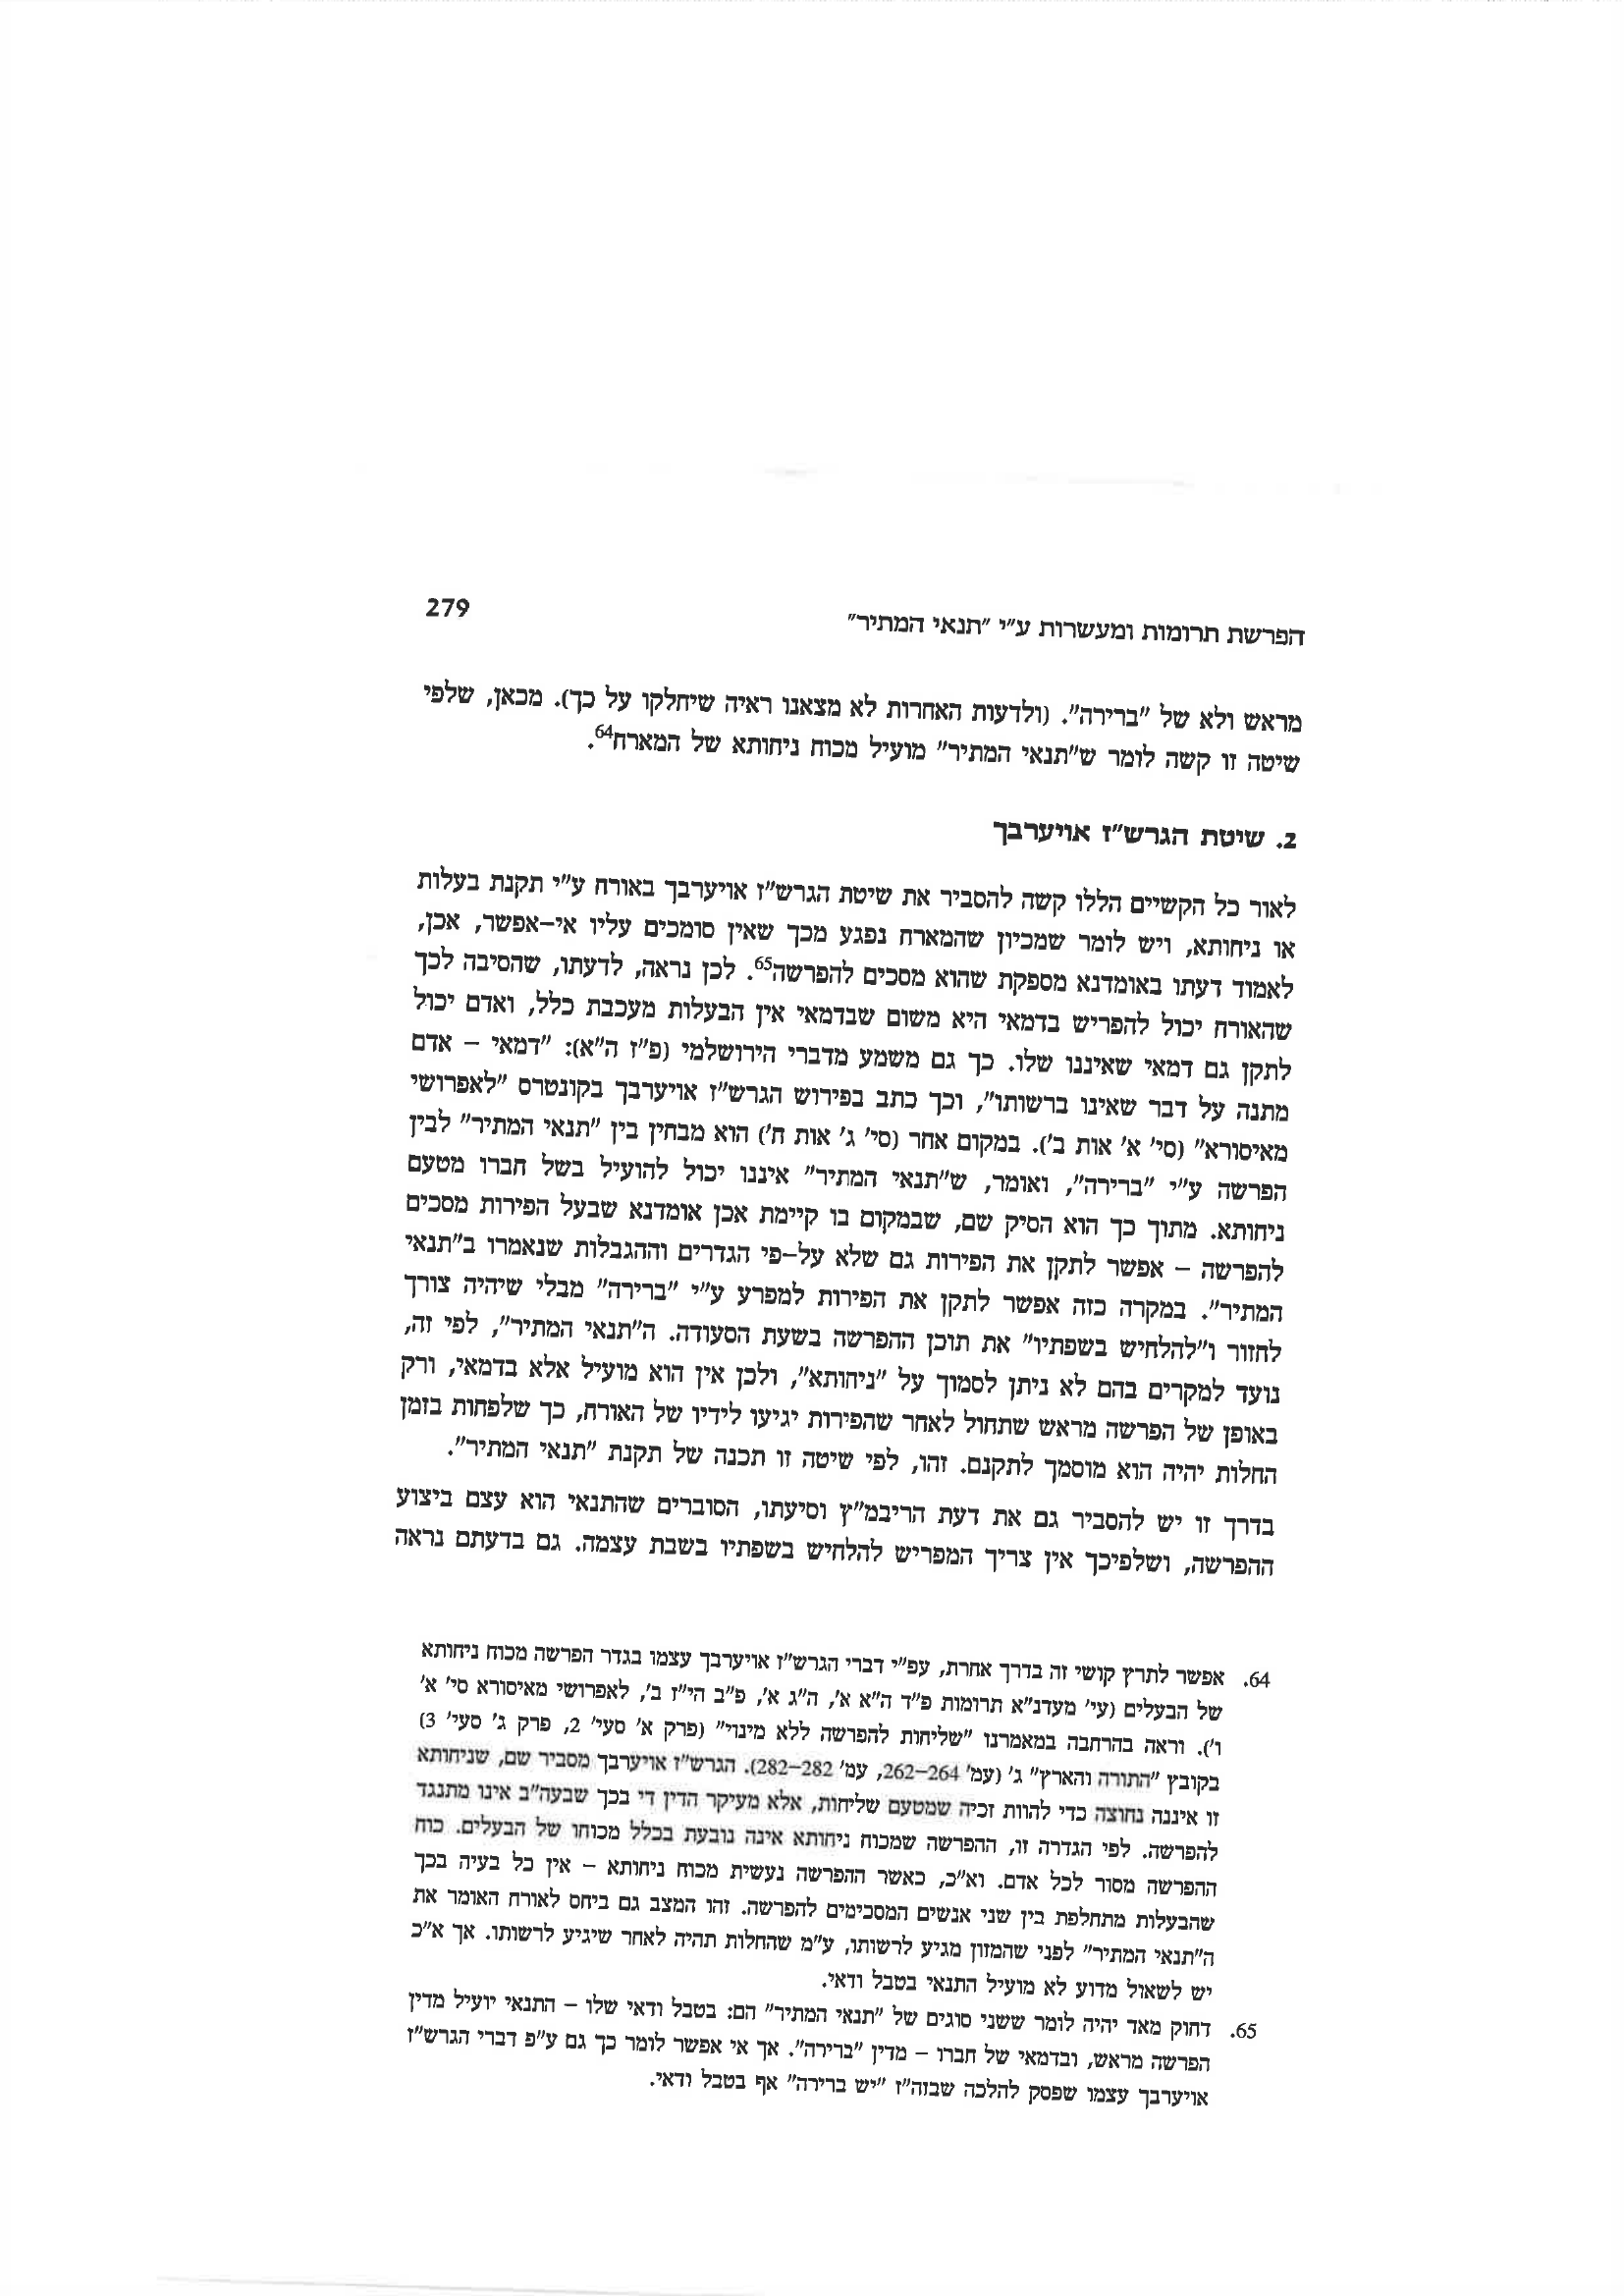 הפרשת תרומות ומעשרות ע״י ״תנאי המתיר״ 279
מראש ולא של ״ברירה״. (ולדעות האחרות לא מצאנו ראיה שיחלקו על כך). מכאן, שלפי
שיטה זו קשה לומר ש״תנאי המתיר״ מועיל מכוח ניחותא של המארח64.
2. שיטת הגרש״ז אויערבך
לאור כל הקשיים הללו קשה להסביר את שיטת הגרש״ז אויערבך באורח ע״י תקנת בעלות
או ניחותא, ויש לומר שמכיון שהמארח נפגע מכך שאין סומכים עליו אי–אפשר, אכן,
לאמוד דעתו באומדנא מספקת שהוא מסכים להפרשה65. לכן נראה, לדעתו, שהסיבה לכך
שהאורח יכול להפריש בדמאי היא משום שבדמאי אין הבעלות מעכבת כלל, ואדם יכול
לתקן גם דמאי שאיננו שלו. כך גם משמע מדברי הירושלמי (פ״ז ה״א): ״דמאי – אדם
מתנה על דבר שאינו ברשותו״, וכך כתב בפירוש הגרש״ז אויערבך בקונטרס ״לאפרושי
מאיסורא״ (סי׳ א׳ אות ב׳). במקום אחר (סי׳ ג׳ אות ח׳) הוא מבחין בין ״תנאי המתיר״ לבין
הפרשה ע״י ״ברירה״, ואומר, ש״תנאי המתיר״ איננו יכול להועיל בשל חברו מטעם
ניחותא. מתוך כך הוא הסיק שם, שבמקום בו קיימת אכן אומדנא שבעל הפירות מסכים
להפרשה – אפשר לתקן את הפירות גם שלא על–פי הגדרים וההגבלות שנאמרו ב״תנאי
המתיר״. במקרה כזה אפשר לתקן את הפירות למפרע ע״י ״ברירה״ מבלי שיהיה צורך
לחזור ו״להלחיש בשפתיו״ את תוכן ההפרשה בשעת הסעודה. ה״תנאי המתיר״, לפי זה,
נועד למקרים בהם לא ניתן לסמוך על ״ניחותא״, ולכן אין הוא מועיל אלא בדמאי, ורק
באופן של הפרשה מראש שתחול לאחר שהפירות יגיעו לידיו של האורח, כך שלפחות בזמן
החלות יהיה הוא מוסמך לתקנם. זהו, לפי שיטה זו תכנה של תקנת ״תנאי המתיר״.
בדרך זו יש להסביר גם את דעת הריבמ״ץ וסיעתו, הסוברים שהתנאי הוא עצם ביצוע
ההפרשה, ושלפיכך אין צריך המפריש להלחיש בשפתיו בשבת עצמה. גם בדעתם נראה
64. אפשר לתרץ קושי זה בדרך אחרת, עפ״י דברי הגרש״ז אויערבך עצמו בגדר הפרשה מכוח ניחותא
של הבעלים (עי׳ מעדנ״א תרומות פ״ד ה״א א׳, ה״ג א׳, פ״ב הי״ז ב׳, לאפרושי מאיסורא סי׳ א׳
ו׳). וראה בהרחבה במאמרנו ״שליחות להפרשה ללא מינוי״ (פרק א׳ סעי׳ 2, פרק ג׳ סעי׳ 3)
בקובץ ״התורה והארץ״ ג׳ (עמ׳ 262–264, עמ׳ 282–282). הגרש״ז אויערבך מסביר שם, שניחותא
זו איננה נחוצה כדי להוות זכיה שמטעם שליחות, אלא מעיקר הדין די בכך שבעה״ב אינו מתנגד
להפרשה. לפי הגדרה זו, ההפרשה שמכוח ניחותא אינה נובעת בכלל מכוחו של הבעלים. כוח
ההפרשה מסור לכל אדם. וא״כ, כאשר ההפרשה נעשית מכוח ניחותא – אין כל בעיה בכך
שהבעלות מתחלפת בין שני אנשים המסכימים להפרשה. זהו המצב גם ביחס לאורח האומר את
ה״תנאי המתיר״ לפני שהמזון מגיע לרשותו, ע״מ שהחלות תהיה לאחר שיגיע לרשותו. אך א״כ
יש לשאול מדוע לא מועיל התנאי בטבל ודאי.
65. דחוק מאד יהיה לומר ששני סוגים של ״תנאי המתיר״ הם: בטבל ודאי שלו – התנאי יועיל מדין
הפרשה מראש, ובדמאי של חברו – מדין ״ברירה״. אך אי אפשר לומר כך גם ע״פ דברי הגרש״ז
אויערבך עצמו שפסק להלכה שבזה״ז ״יש ברירה״ אף בטבל ודאי.